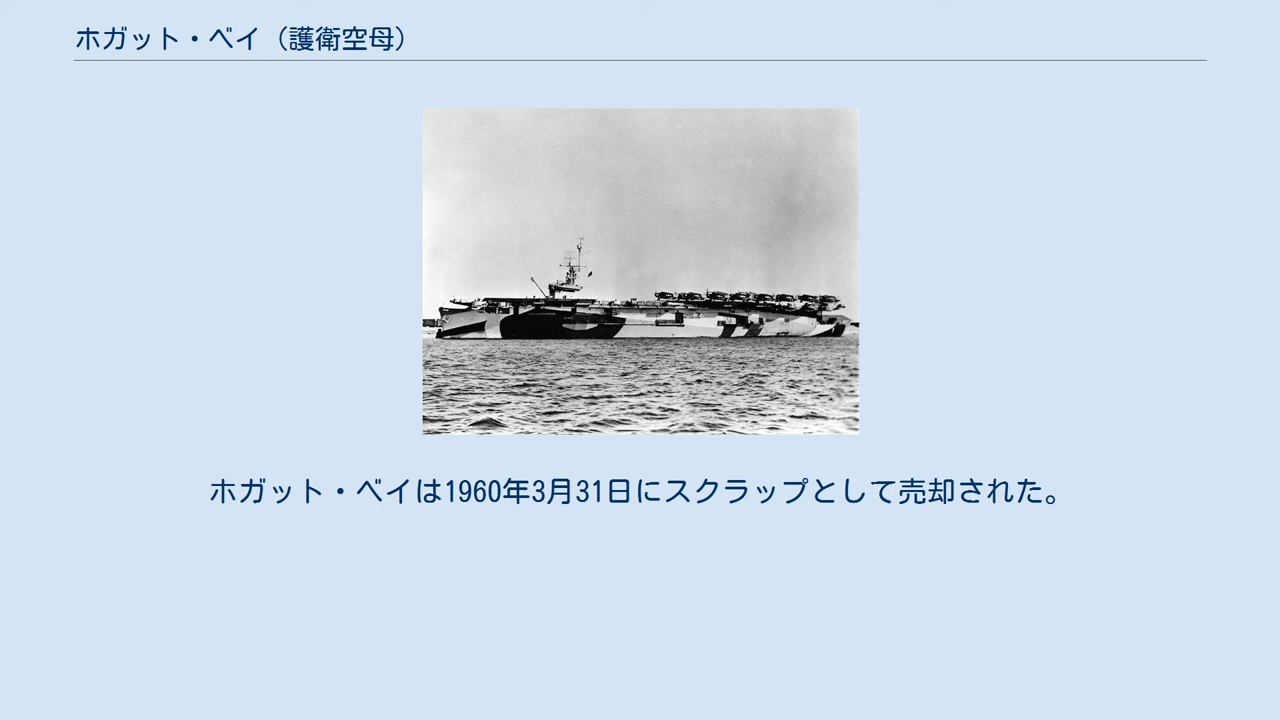 ホガット・ベイ（護衛空母）
ホガット・ベイは1960年3月31日にスクラップとして売却された。